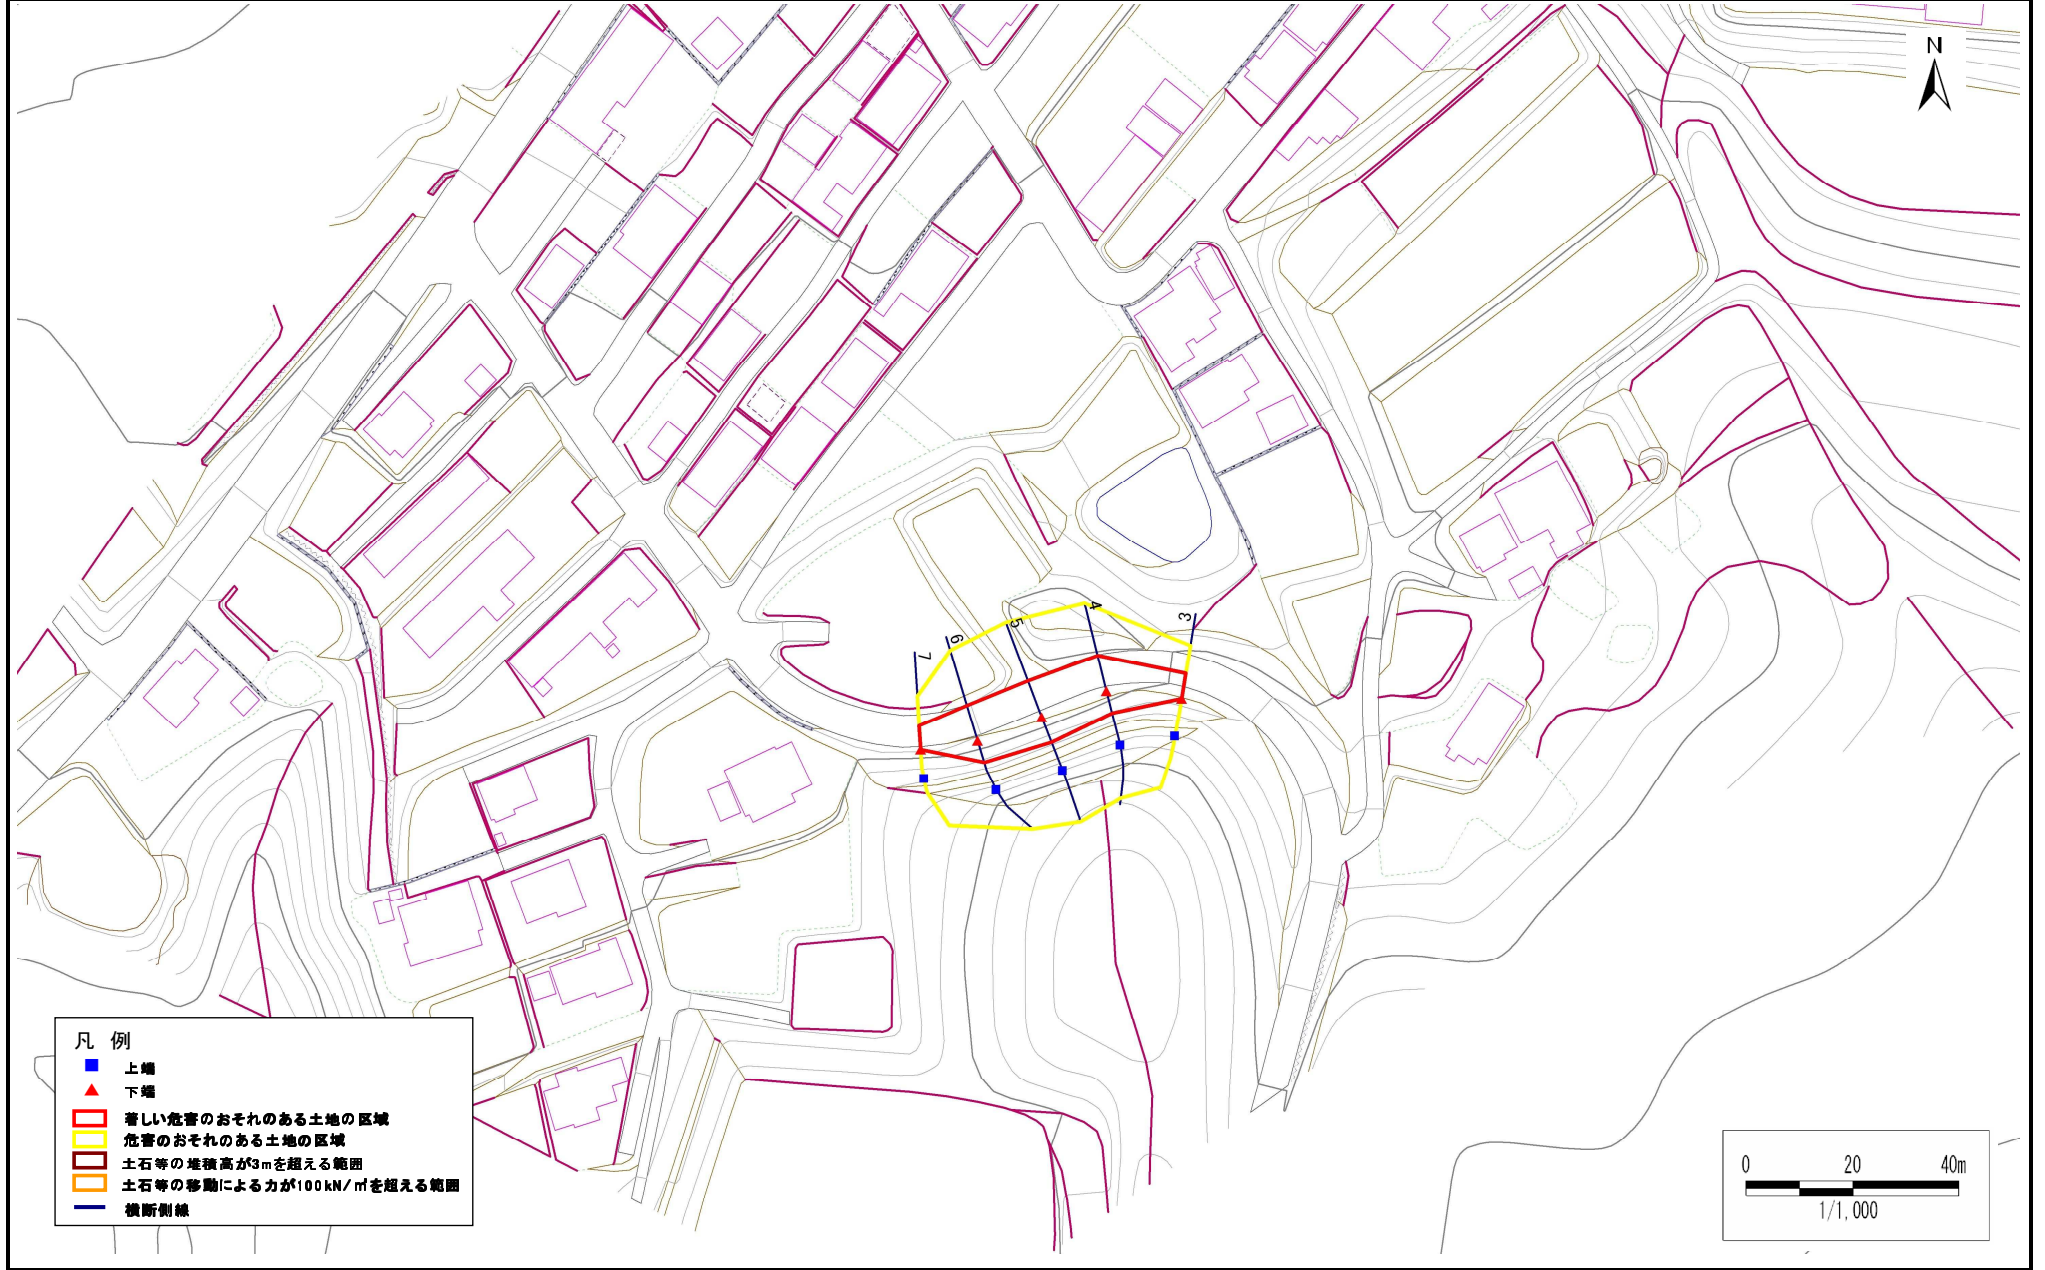 N
3
4
5
6
7
凡 例
上端
下端
著しい危害のおそれのある土地の区域
危害のおそれのある土地の区域
土石等の堆積高が3mを超える範囲
土石等の移動による力が100kN/㎡を超える範囲
横断側線
0 20 40m
1/1,000